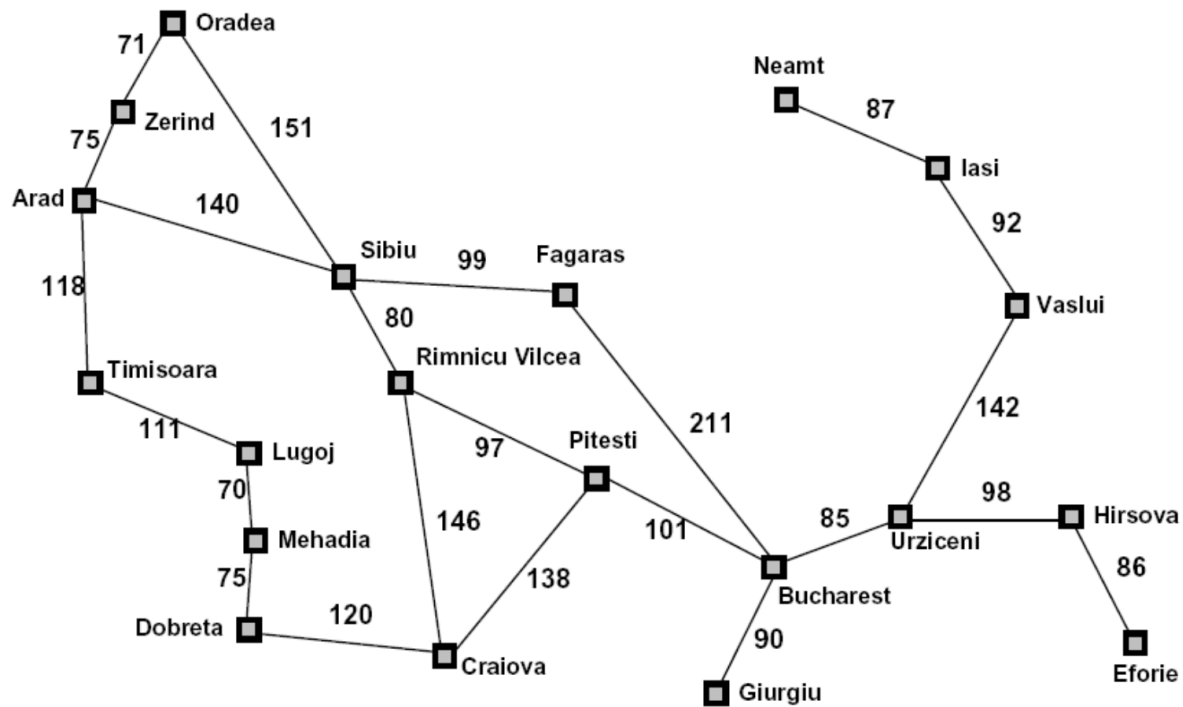 Oradea
71
Neamt
87
Zerind
151
75
Iasi
Arad
140
92
Sibiu
99
Fagaras
118
80
Vaslui
Timisoara
Rimnicu Vilcea
142
111
97
Pitesti
211
Lugoj
70
98
146
101
85
Hirsova
Mehadia
Urziceni
75
138
86
120
Bucharest
Dobreta
90
Craiova
Eforie
Giurgiu